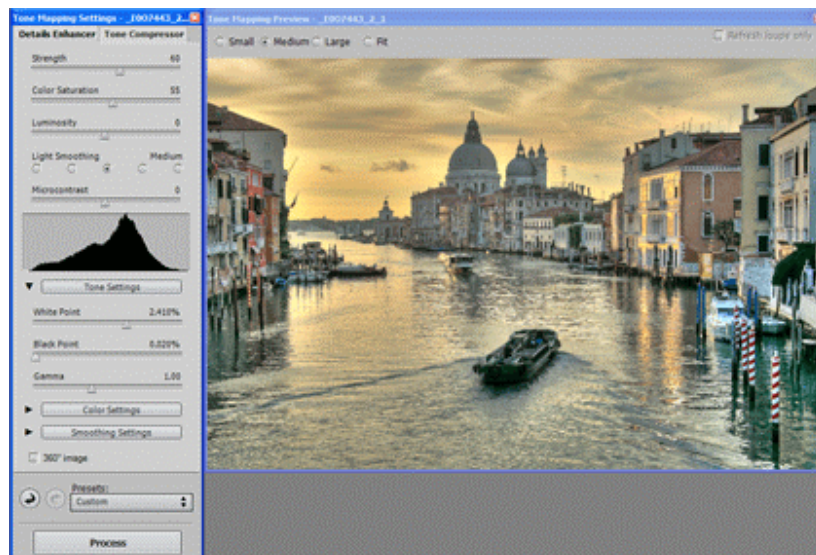 Tone Mapping Settings - _I007443_2...
Details Enhancer Tone Compressor
Strength 60
Color Saturation 55
Luminosity 0
Light Smoothing Medium
Microcontrast 0
Tone Settings
White Point 2.410%
Black Point 0.020%
Gamma 1.00
Color Settings
Smoothing Settings
360° image
Presets:
Custom
Process
Tone Mapping Preview - _I007443_2_1
Small Medium Large Fit
Refresh loupe only